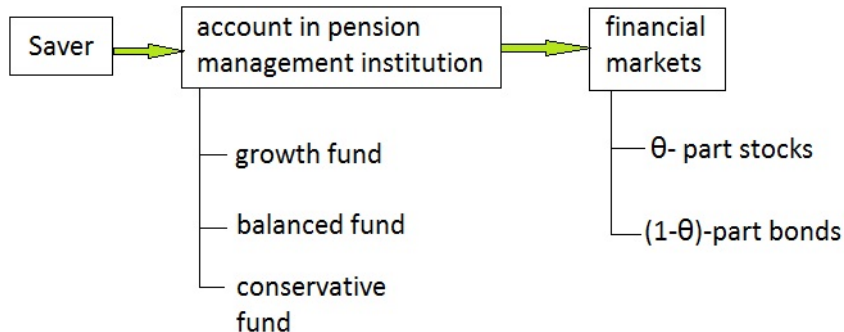 Saver
account in pension
management institution
financial
markets
growth fund
balanced fund
conservative
fund
θ- part stocks
(1-θ)-part bonds